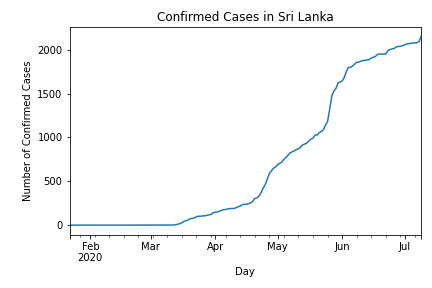 Confirmed Cases in Sri Lanka
Number of Confirmed Cases
2000
1500
1000
500
0
Feb
2020
Mar
Apr
May
Jun
Jul
Day